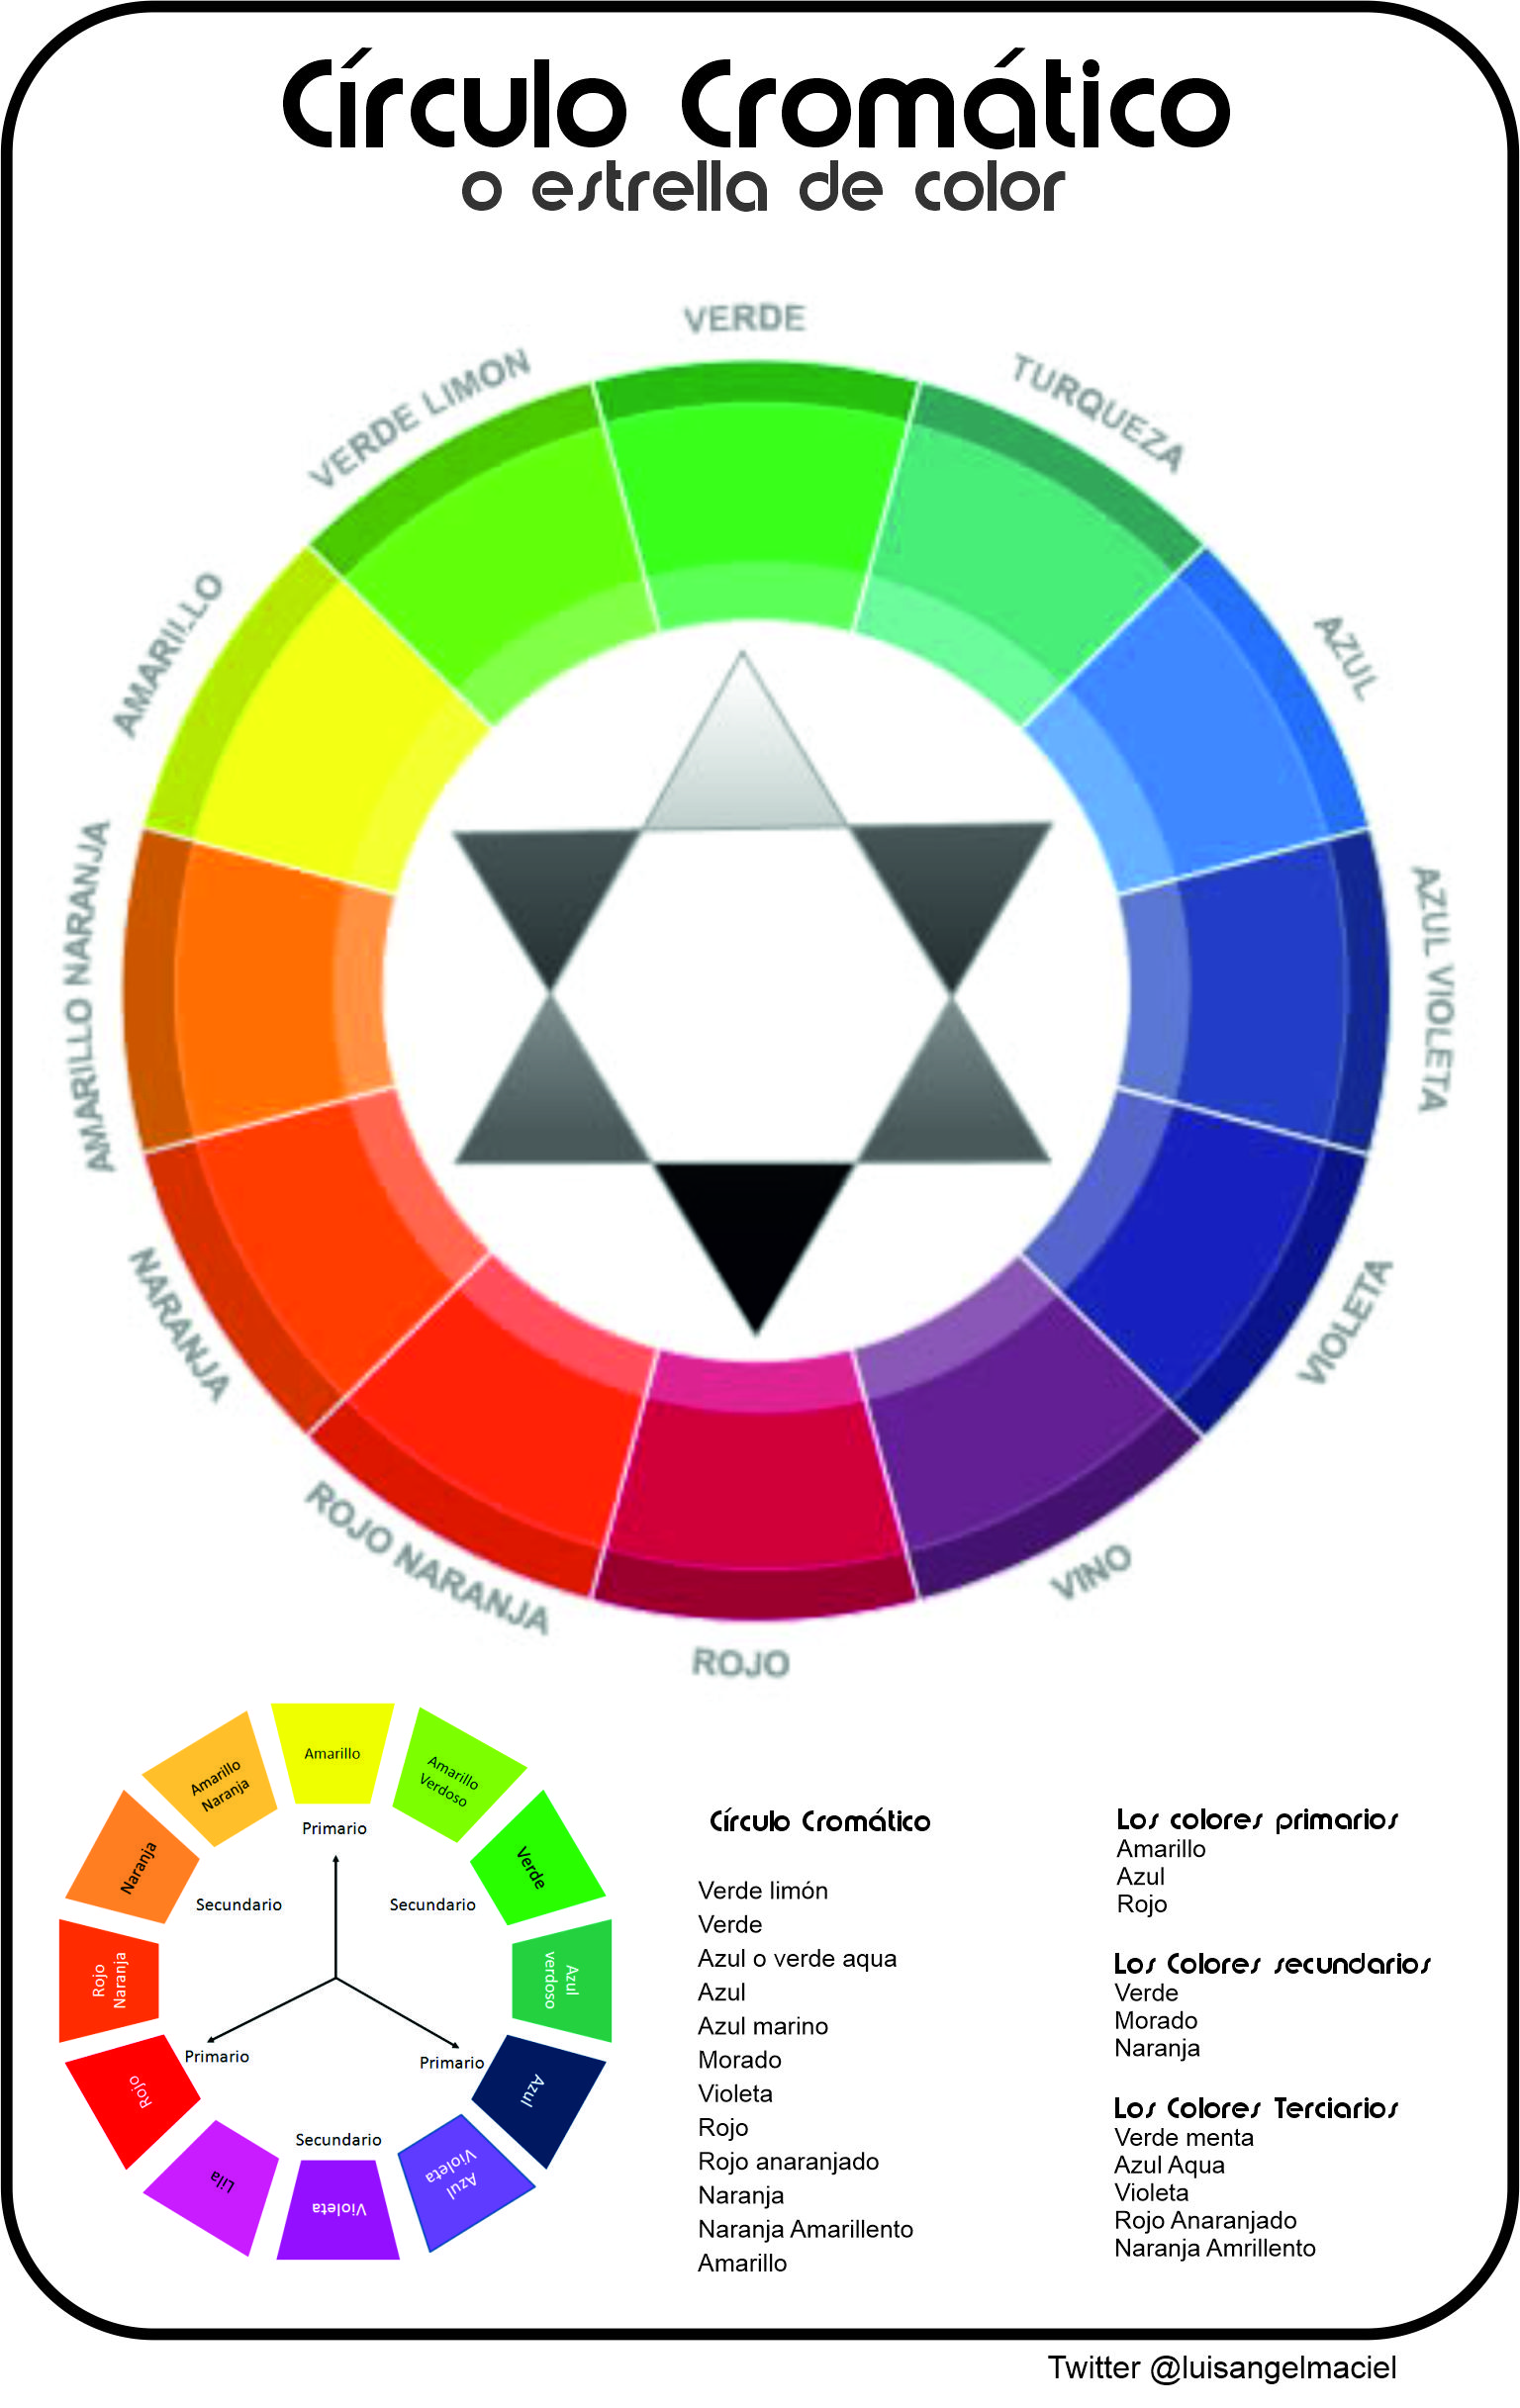 Círculo Cromático
o estrella de color
VERDE
TURQUEZA
AZUL
AZUL VIOLETA
VIOLETA
VINO
ROJO
ROJO NARANJA
NARANJA
AMARILLO NARANJA
AMARILLO
VERDE LIMON
Amarillo
Amarillo
Verdoso
Verde
Azul
verdoso
Azul
Azul
Violeta
Violeta
Lila
Rojo
Rojo
Naranja
Naranja
Amarillo
Naranja
Primario
Secundario
Secundario
Primario
Primario
Secundario
Círculo Cromático
Verde limón
Verde
Azul o verde aqua
Azul
Azul marino
Morado
Violeta
Rojo
Rojo anaranjado
Naranja
Naranja Amarillento
Amarillo
Los colores primarios
Amarillo
Azul
Rojo
Los Colores secundarios
Verde
Morado
Naranja
Los Colores Terciarios
Verde menta
Azul Aqua
Violeta
Rojo Anaranjado
Naranja Amrillento
Twitter @luisangelmaciel